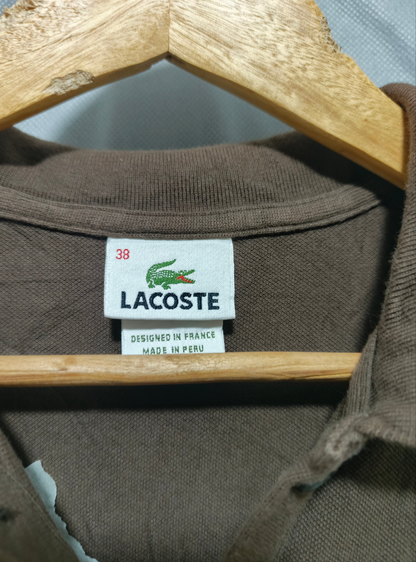 38
LACOSTE
DESIGNED IN FRANCE
MADE IN PERU